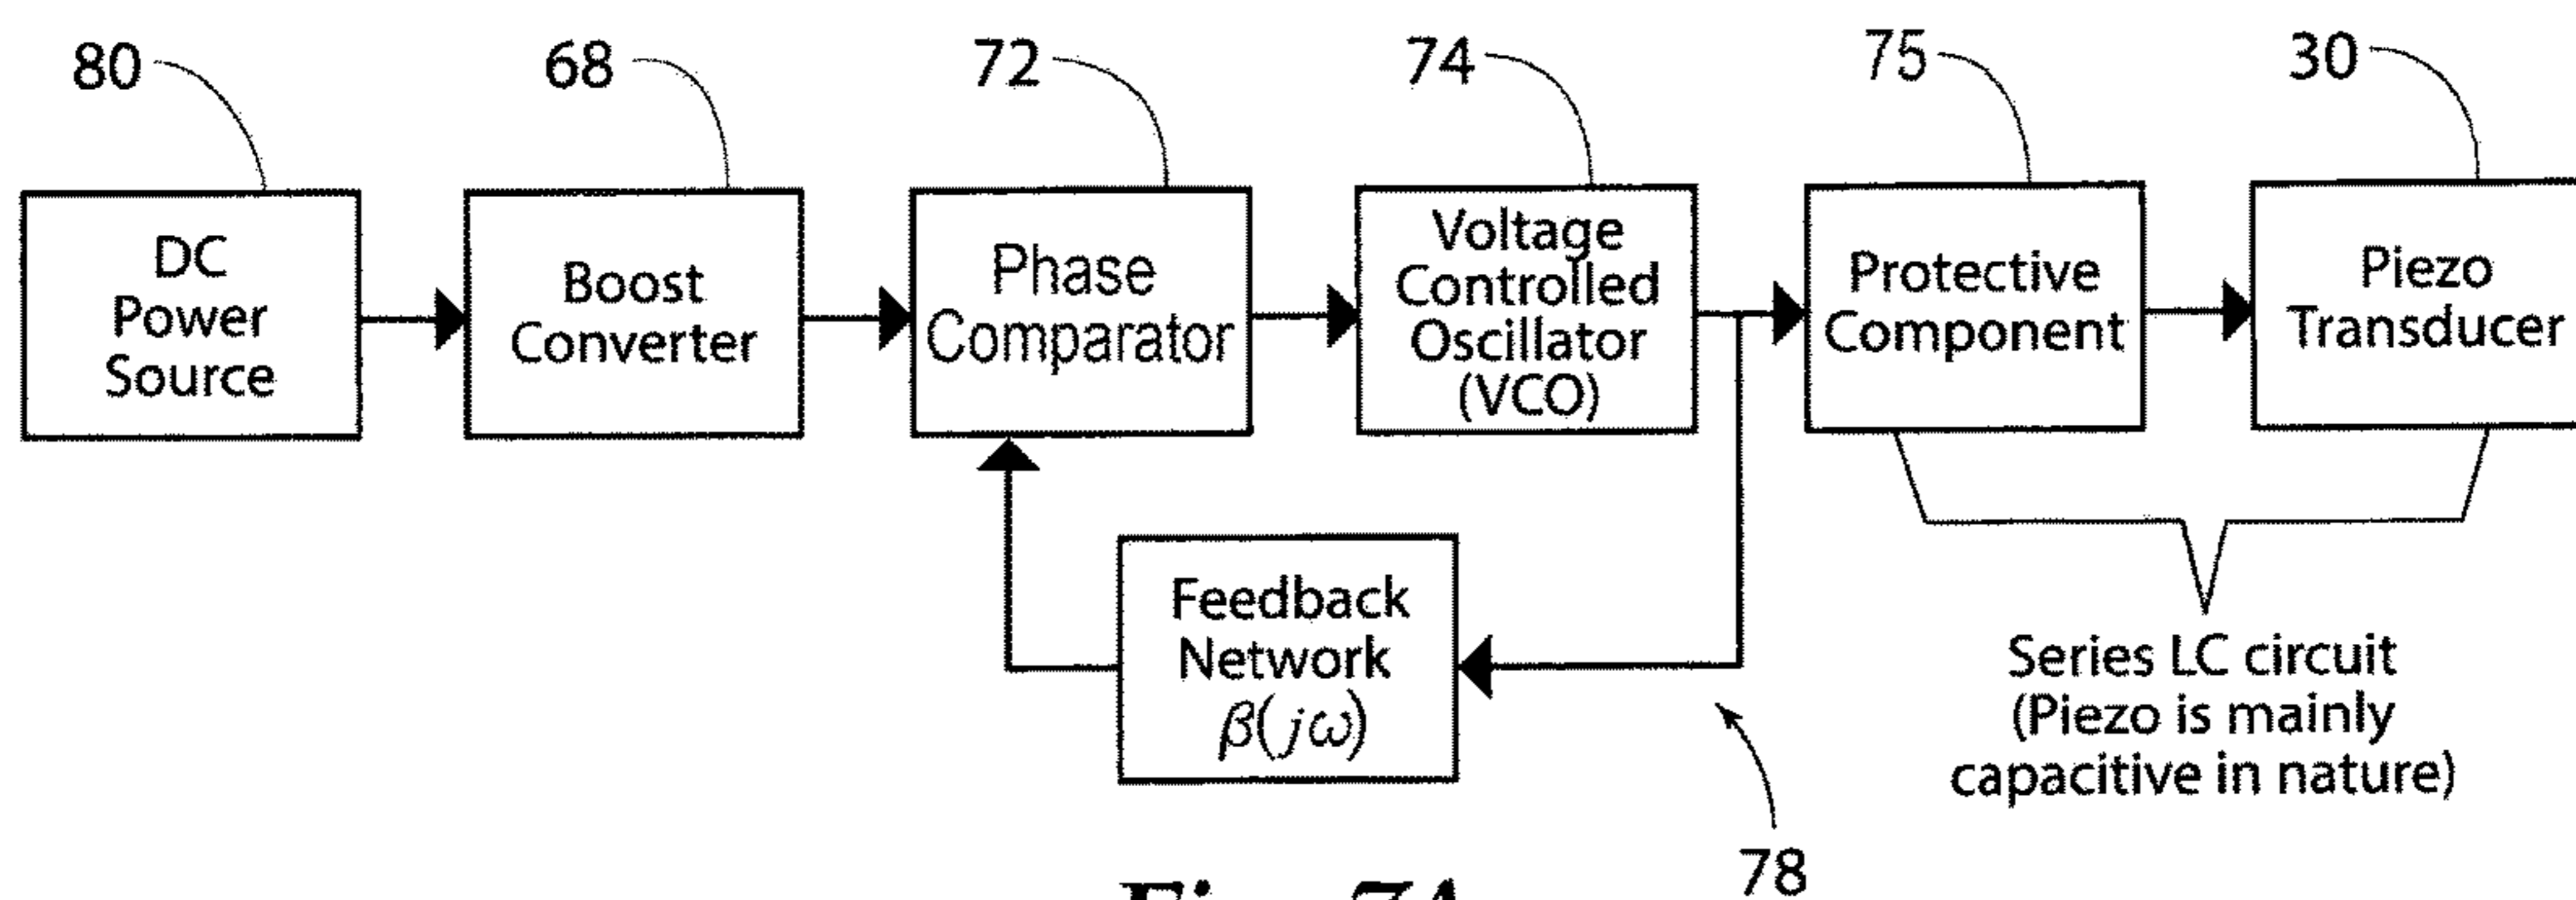 80
68
72
74
75
30
DC
Power
Source
Boost
Converter
Phase
Comparator
Voltage
Controlled
Oscillator
(VCO)
Protective
Component
Piezo
Transducer
Feedback
Network
β(jω)
Series LC circuit
(Piezo is mainly
capacitive in nature)
78